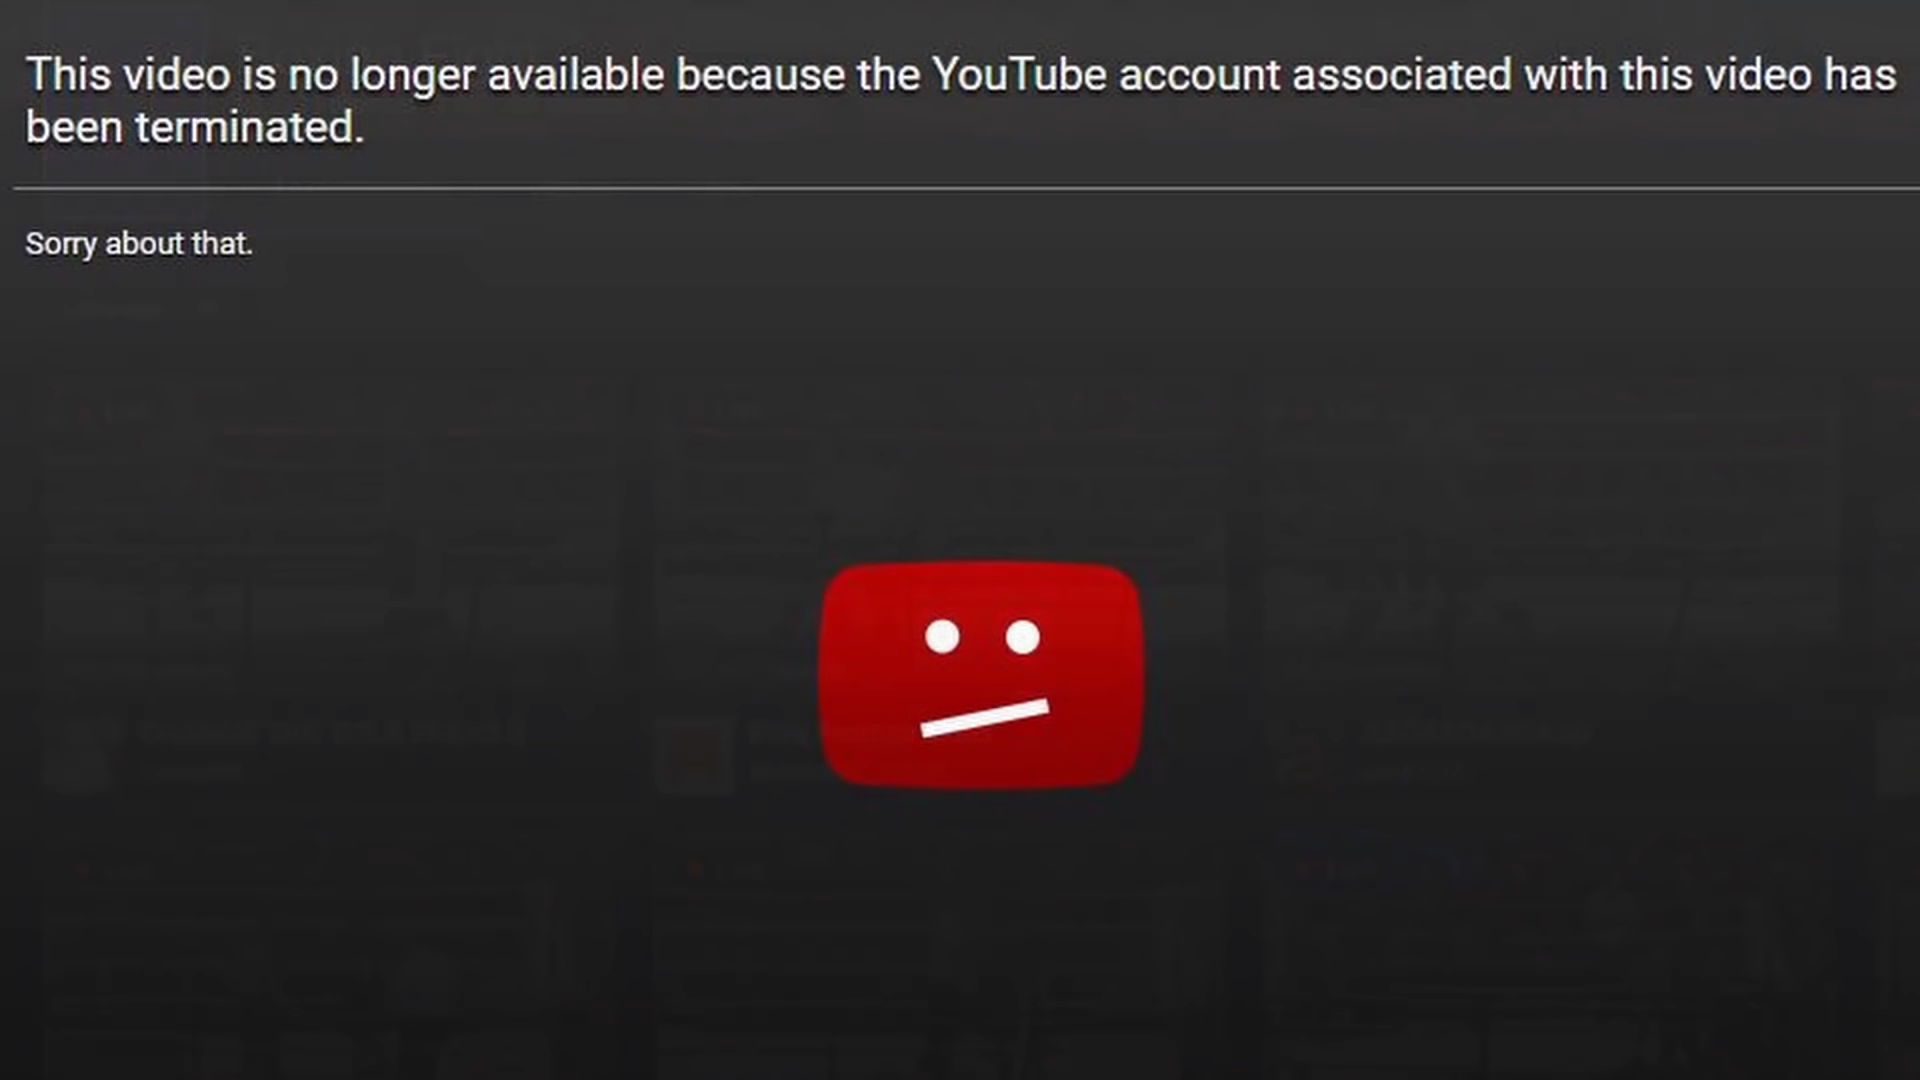 This video is no longer available because the YouTube account associated with this video has
been terminated.
Sorry about that.